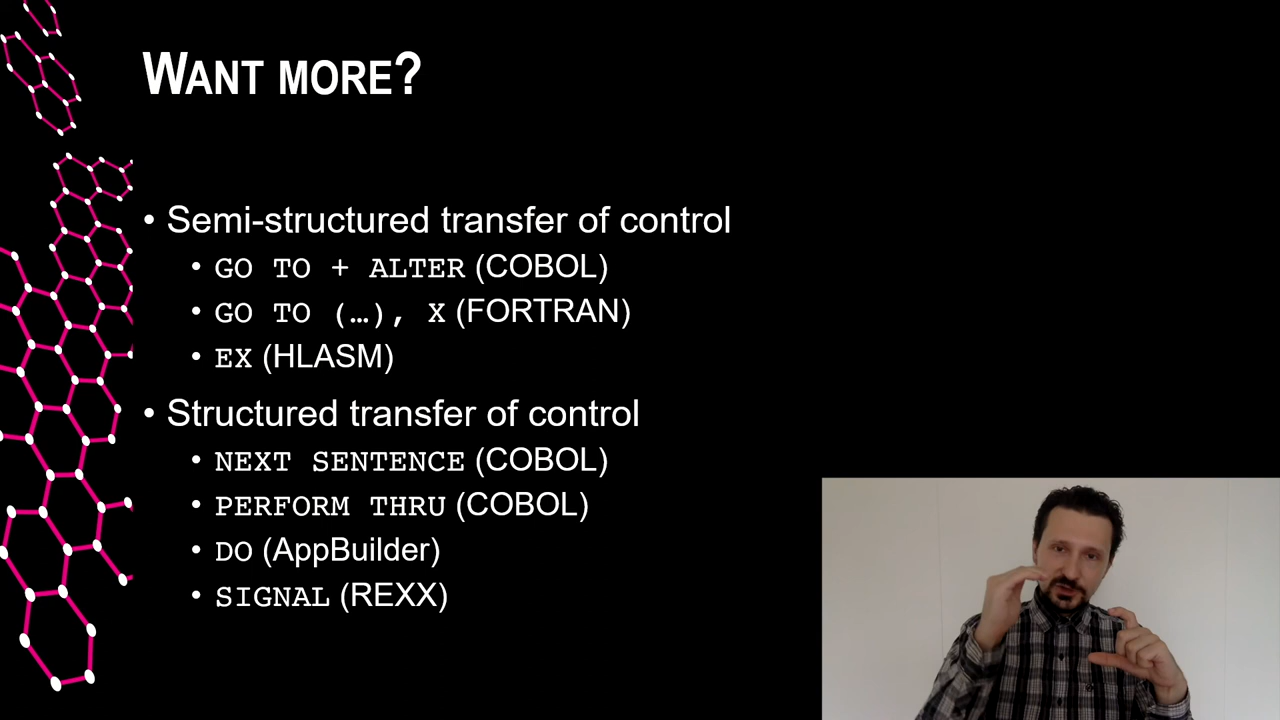 WANT MORE?
• Semi-structured transfer of control
• GO TO + ALTER (COBOL)
• GO TO (…), X (FORTRAN)
• EX (HLASM)
• Structured transfer of control
• NEXT SENTENCE (COBOL)
• PERFORM THRU (COBOL)
• DO (AppBuilder)
• SIGNAL (REXX)